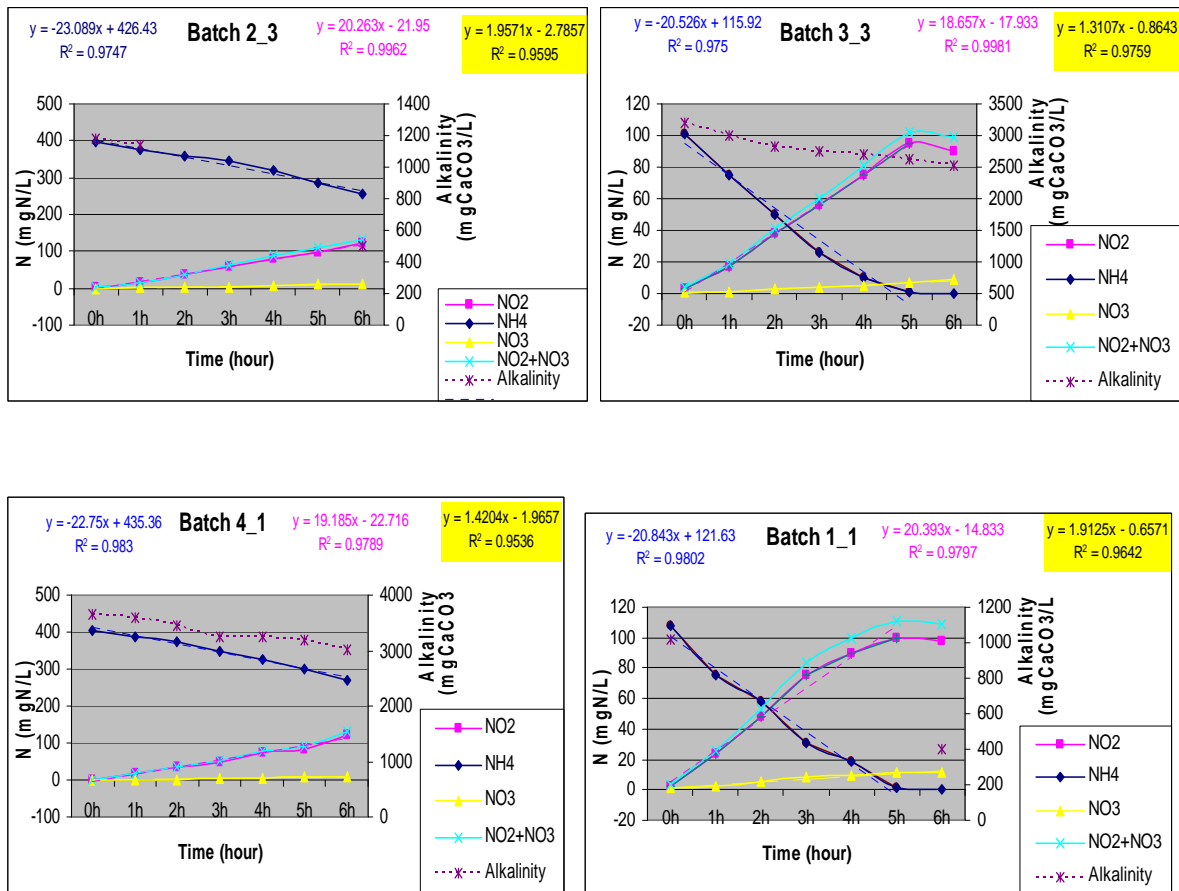 y = -23.089x + 426.43
R² = 0.9747
Batch 2_3
y = 20.263x - 21.95
R² = 0.9962
y = 1.9571x - 2.7857
R² = 0.9595
500
400
300
200
100
0
-100
N (mgN/L)
0h 1h 2h 3h 4h 5h 6h
Time (hour)
1400
1200
1000
800
600
400
200
0
Alkalinity
(mgCaCO3/L)
NO2
NH4
NO3
NO2+NO3
Alkalinity
y = -20.526x + 115.92
R² = 0.975
Batch 3_3
y = 18.657x - 17.933
R² = 0.9981
y = 1.3107x - 0.8643
R² = 0.9759
120
100
80
60
40
20
0
-20
N (mgN/L)
0h 1h 2h 3h 4h 5h 6h
Time (hour)
3500
3000
2500
2000
1500
1000
500
0
Alkalinity
(mgCaCO3/L)
NO2
NH4
NO3
NO2+NO3
Alkalinity
y = -22.75x + 435.36
R² = 0.983
Batch 4_1
y = 19.185x - 22.716
R² = 0.9789
y = 1.4204x - 1.9657
R² = 0.9536
500
400
300
200
100
0
-100
N (mgN/L)
0h 1h 2h 3h 4h 5h 6h
Time (hour)
4000
3000
2000
1000
0
Alkalinity
(mgCaCO3
NO2
NH4
NO3
NO2+NO3
Alkalinity
y = -20.843x + 121.63
R² = 0.9802
Batch 1_1
y = 20.393x - 14.833
R² = 0.9797
y = 1.9125x - 0.6571
R² = 0.9642
120
100
80
60
40
20
0
-20
N (mgN/L)
0h 1h 2h 3h 4h 5h 6h
Time (hour)
1200
1000
800
600
400
200
0
Alkalinity
mgCaCO3/L
NO2
NH4
NO3
NO2+NO3
Alkalinity